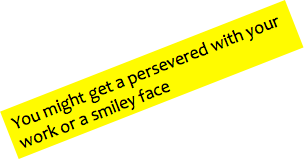 You might get a persevered with your
work or a smiley face